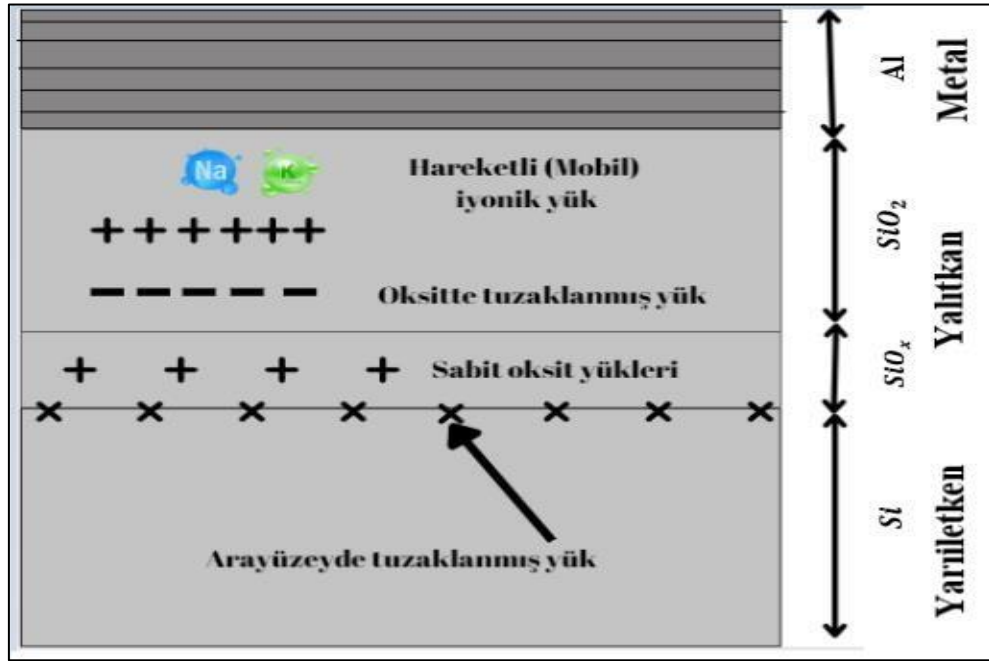 Na K
Hareketli (Mobil)
iyonik yük
++++++
Oksitte tuzaklanmış yük
Sabit oksit yükleri
Arayüzeyde tuzaklanmış yük
Al
Metal
SiO₂
Yalıtkan
SiOₓ
Si
Yarıiletken